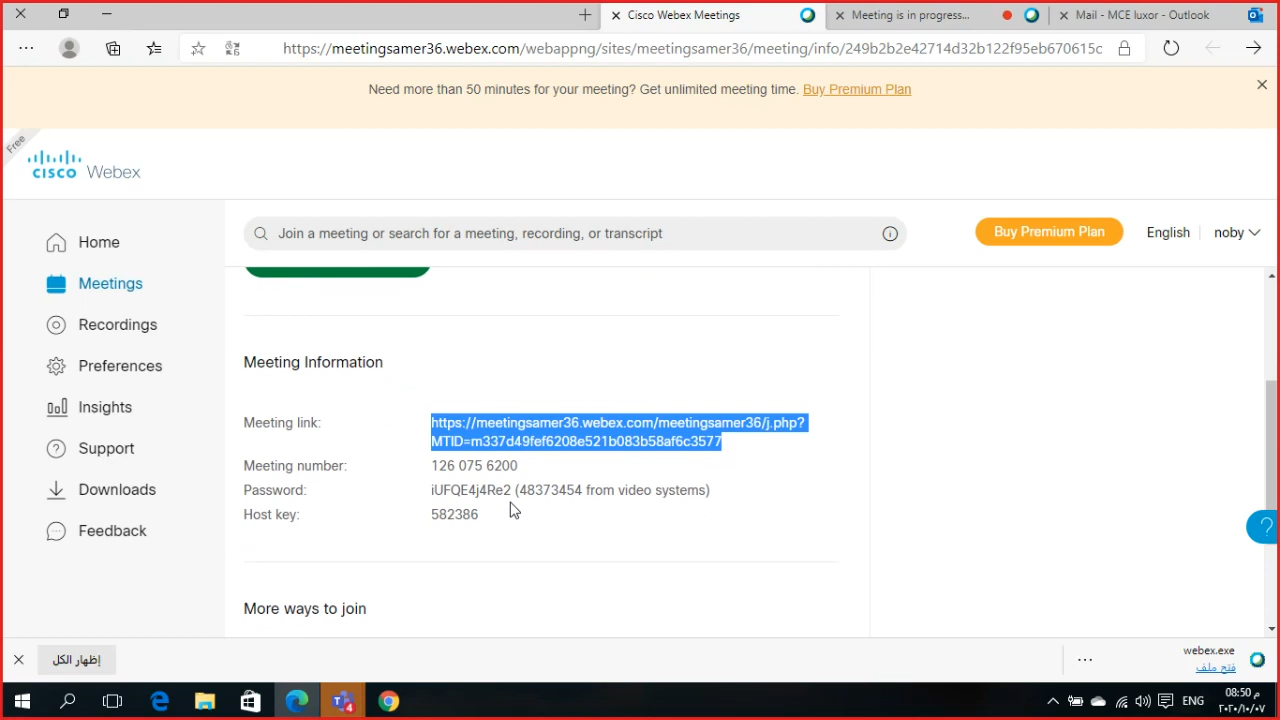 Cisco Webex Meetings
Meeting is in progress...
Mail - MCE luxor - Outlook
https://meetingsamer36.webex.com/webappng/sites/meetingsamer36/meeting/info/249b2b2e42714d32b122f95eb670615c
Need more than 50 minutes for your meeting? Get unlimited meeting time. Buy Premium Plan
Free
CISCO Webex
Join a meeting or search for a meeting, recording, or transcript
Buy Premium Plan
English
noby
Home
Meetings
Recordings
Preferences
Insights
Support
Downloads
Feedback
Meeting Information
Meeting link: https://meetingsamer36.webex.com/meetingsamer36/j.php?
MTID=m337d49fef6208e521b083b58af6c3577
Meeting number: 126 075 6200
Password: iUFQE4j4Re2 (48373454 from video systems)
Host key: 582386
More ways to join
إظهار الكل
webex.exe
فتح ملف
4
ENG
08:50 م
٢٠٢٠/١٠/٠٧